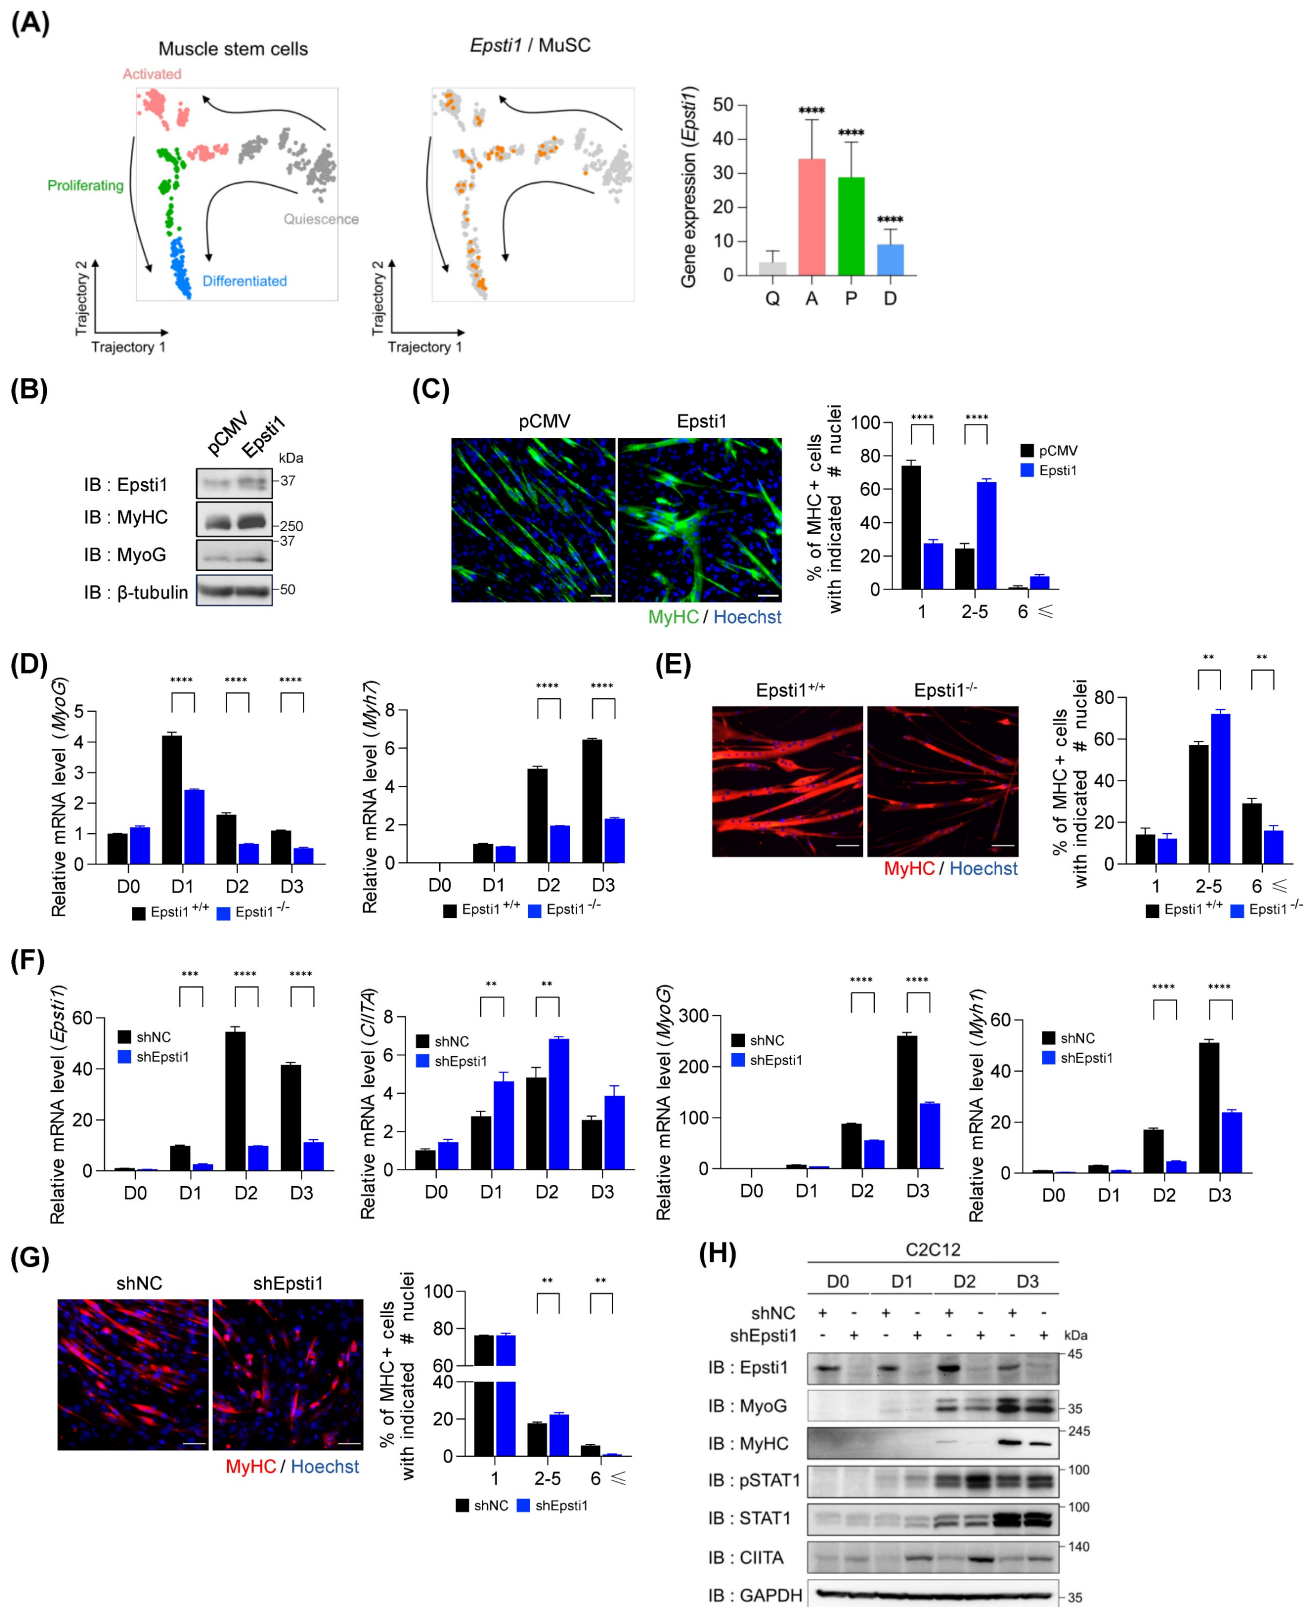 (A)
Muscle stem cells
Activated
Proliferating
Quiescence
Differentiated
Trajectory 2
Trajectory 1
Epsti1 / MuSC
Trajectory 2
Trajectory 1
Gene expression (Epsti1)
50
40
30
20
10
0
****
****
****
Q A P D
(B)
pCMV Epsti1
kDa
IB : Epsti1
37
IB : MyHC
250
37
IB : MyoG
IB : β-tubulin
50
(C)
pCMV
Epsti1
MyHC / Hoechst
% of MHC+ cells
with indicated # nuclei
100
80
60
40
20
0
**** ****
pCMV
Epsti1
1 2-5 6 ≤
(D)
Relative mRNA level (MyoG)
5
4
3
2
1
0
**** **** ****
D0 D1 D2 D3
Epsti1 +/+ Epsti1 -/-
Relative mRNA level (Myh7)
8
6
4
2
0
**** ****
D0 D1 D2 D3
Epsti1 +/+ Epsti1 -/-
(E)
Epsti1+/+
Epsti1-/-
MyHC / Hoechst
% of MHC+ cells
with indicated # nuclei
80
60
40
20
0
** **
1 2-5 6 ≤
Epsti1 +/+ Epsti1 -/-
(F)
Relative mRNA level (Epsti1)
60
40
20
0
*** **** ****
shNC
shEpsti1
D0 D1 D2 D3
Relative mRNA level (CIITA)
8
6
4
2
0
** **
shNC
shEpsti1
D0 D1 D2 D3
Relative mRNA level (MyoG)
300
200
100
0
**** ****
shNC
shEpsti1
D0 D1 D2 D3
Relative mRNA level (Myh1)
60
40
20
0
**** ****
shNC
shEpsti1
D0 D1 D2 D3
(G)
shNC
shEpsti1
MyHC / Hoechst
% of MHC+ cells
with indicated # nuclei
100
80
60
40
20
0
** **
1 2-5 6 ≤
shNC shEpsti1
(H)
C2C12
D0 D1 D2 D3
shNC + - + - + - + -
shEpsti1 - + - + - + - + kDa
45
IB : Epsti1
IB : MyoG
35
245
IB : MyHC
100
IB : pSTAT1
100
IB : STAT1
140
IB : CIITA
IB : GAPDH
35